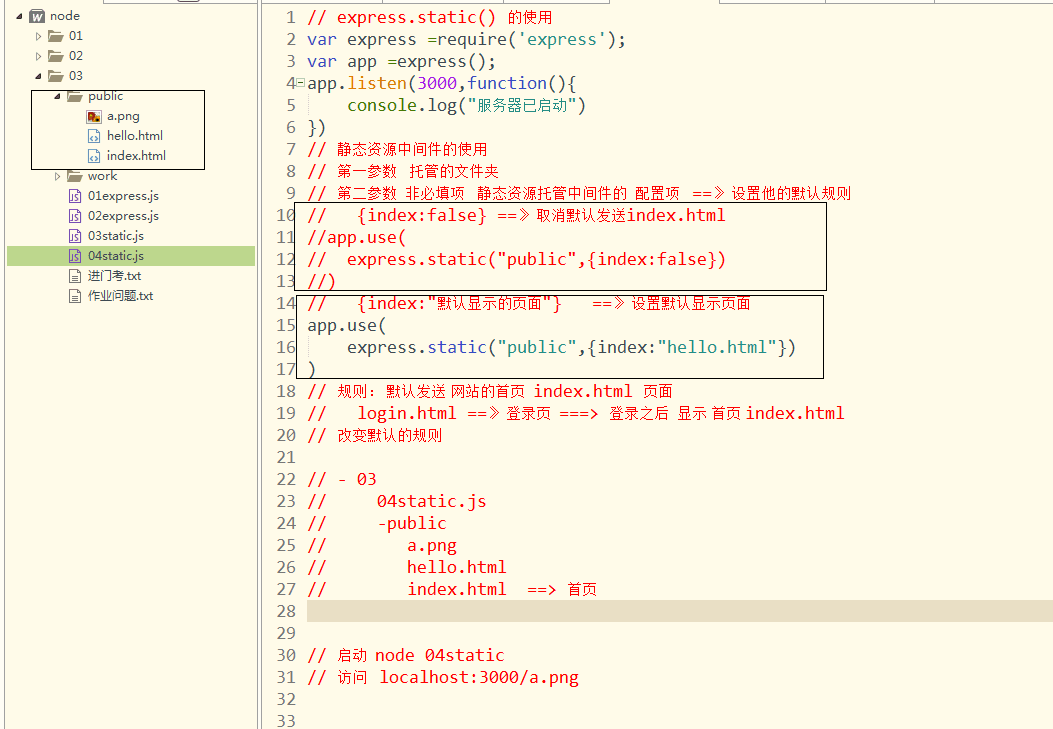 node
01
02
03
public
a.png
hello.html
index.html
work
01express.js
02express.js
03static.js
04static.js
进门考.txt
作业问题.txt
1 // express.static() 的使用
2 var express =require('express');
3 var app =express();
4 app.listen(3000,function(){
5 console.log("服务器已启动")
6 })
7 // 静态资源中间件的使用
8 // 第一参数 托管的文件夹
9 // 第二参数 非必填项 静态资源托管中间件的 配置项 ==》设置他的默认规则
10 // {index:false} ==》取消默认发送index.html
11 //app.use(
12 // express.static("public",{index:false})
13 //)
14 // {index:"默认显示的页面"} ==》设置默认显示页面
15 app.use(
16 express.static("public",{index:"hello.html"})
17 )
18 // 规则：默认发送 网站的首页 index.html 页面
19 // login.html ==》登录页 ===> 登录之后 显示 首页 index.html
20 // 改变默认的规则
21
22 // - 03
23 // 04static.js
24 // -public
25 // a.png
26 // hello.html
27 // index.html ==> 首页
28
29
30 // 启动 node 04static
31 // 访问 localhost:3000/a.png
32
33